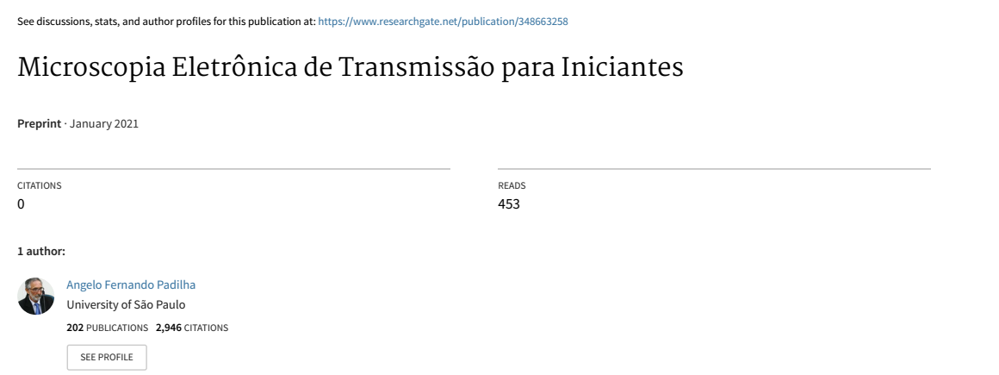 See discussions, stats, and author profiles for this publication at: https://www.researchgate.net/publication/348663258
Microscopia Eletrônica de Transmissão para Iniciantes
Preprint · January 2021
CITATIONS
0
READS
453
1 author:
Angelo Fernando Padilha
University of São Paulo
202 PUBLICATIONS 2,946 CITATIONS
SEE PROFILE